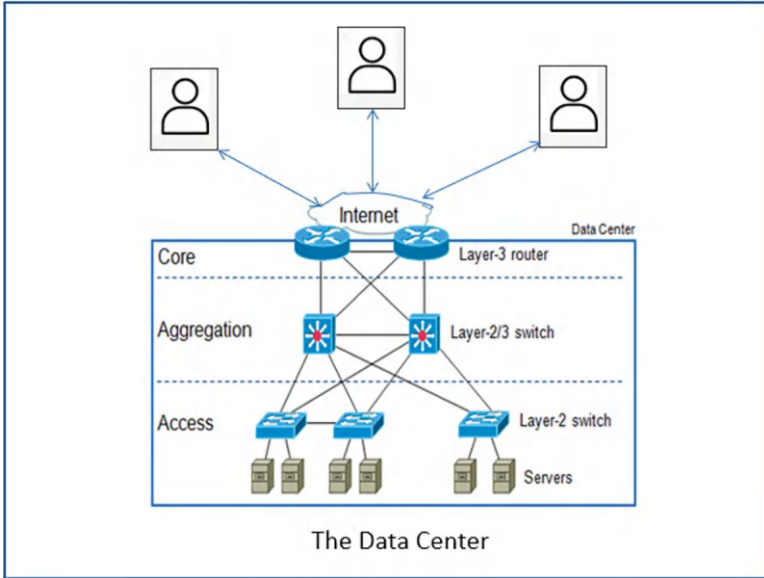 Internet
Data Center
Core
Layer-3 router
Aggregation
Layer-2/3 switch
Access
Layer-2 switch
Servers
The Data Center